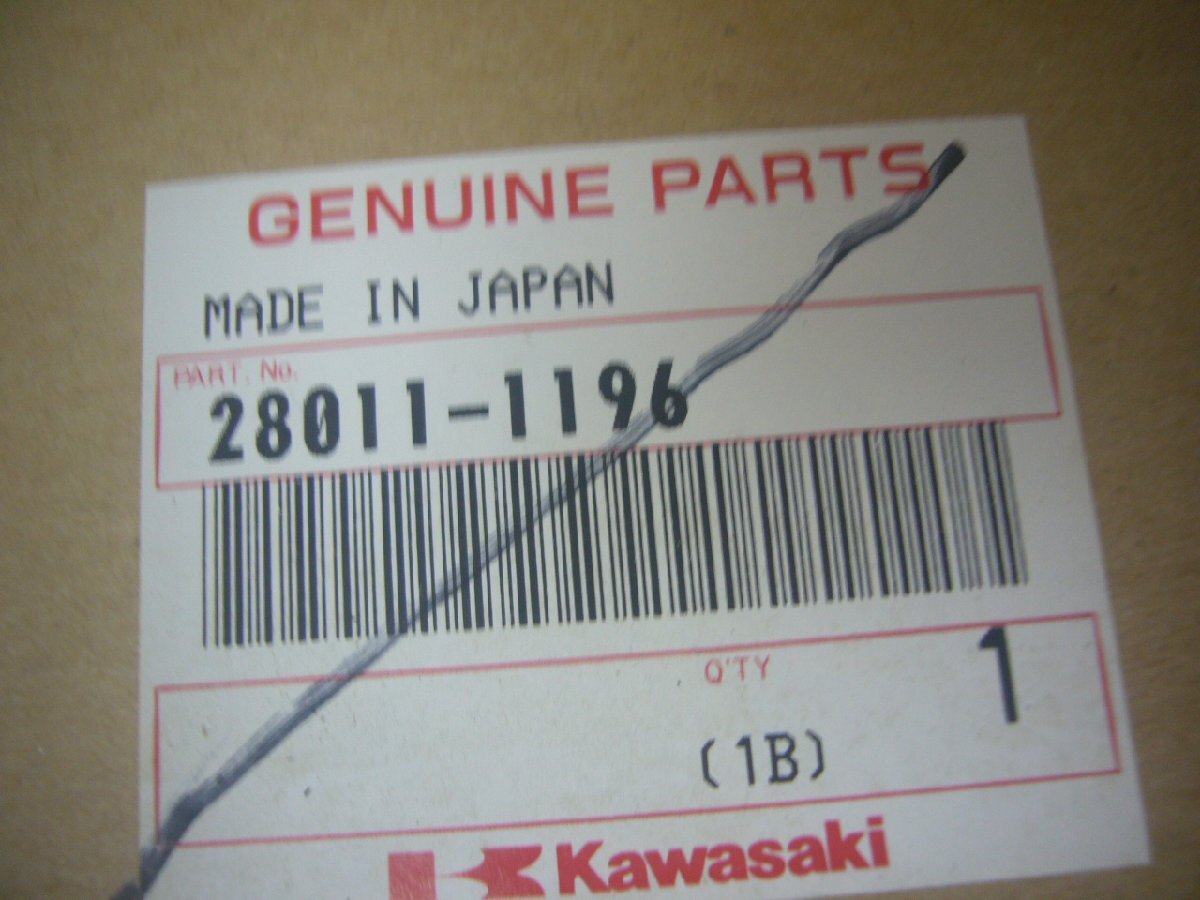 GENUINE PARTS
MADE IN JAPAN
PART. No.
28011-1196
Q'TY
1
(1B)
Kawasaki